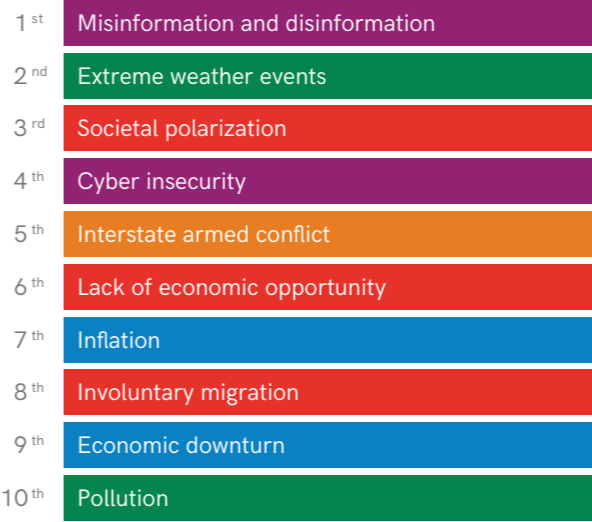 1st Misinformation and disinformation
2nd Extreme weather events
3rd Societal polarization
4th Cyber insecurity
5th Interstate armed conflict
6th Lack of economic opportunity
7th Inflation
8th Involuntary migration
9th Economic downturn
10th Pollution